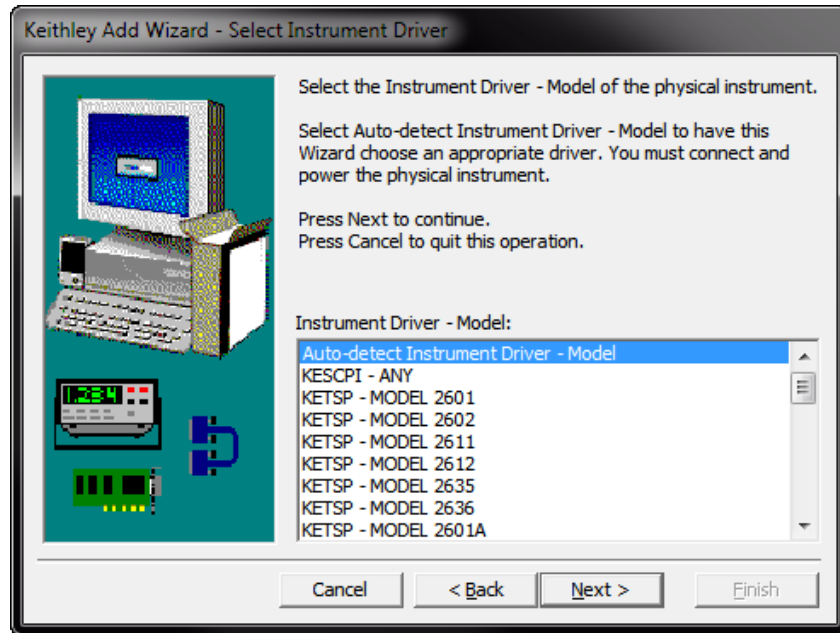 Keithley Add Wizard - Select Instrument Driver
Select the Instrument Driver - Model of the physical instrument.
Select Auto-detect Instrument Driver - Model to have this
Wizard choose an appropriate driver. You must connect and
power the physical instrument.
Press Next to continue.
Press Cancel to quit this operation.
Instrument Driver - Model:
Auto-detect Instrument Driver - Model
KESCPI - ANY
KETSP - MODEL 2601
KETSP - MODEL 2602
KETSP - MODEL 2611
KETSP - MODEL 2612
KETSP - MODEL 2635
KETSP - MODEL 2636
KETSP - MODEL 2601A
1.234
Cancel
< Back
Next >
Finish